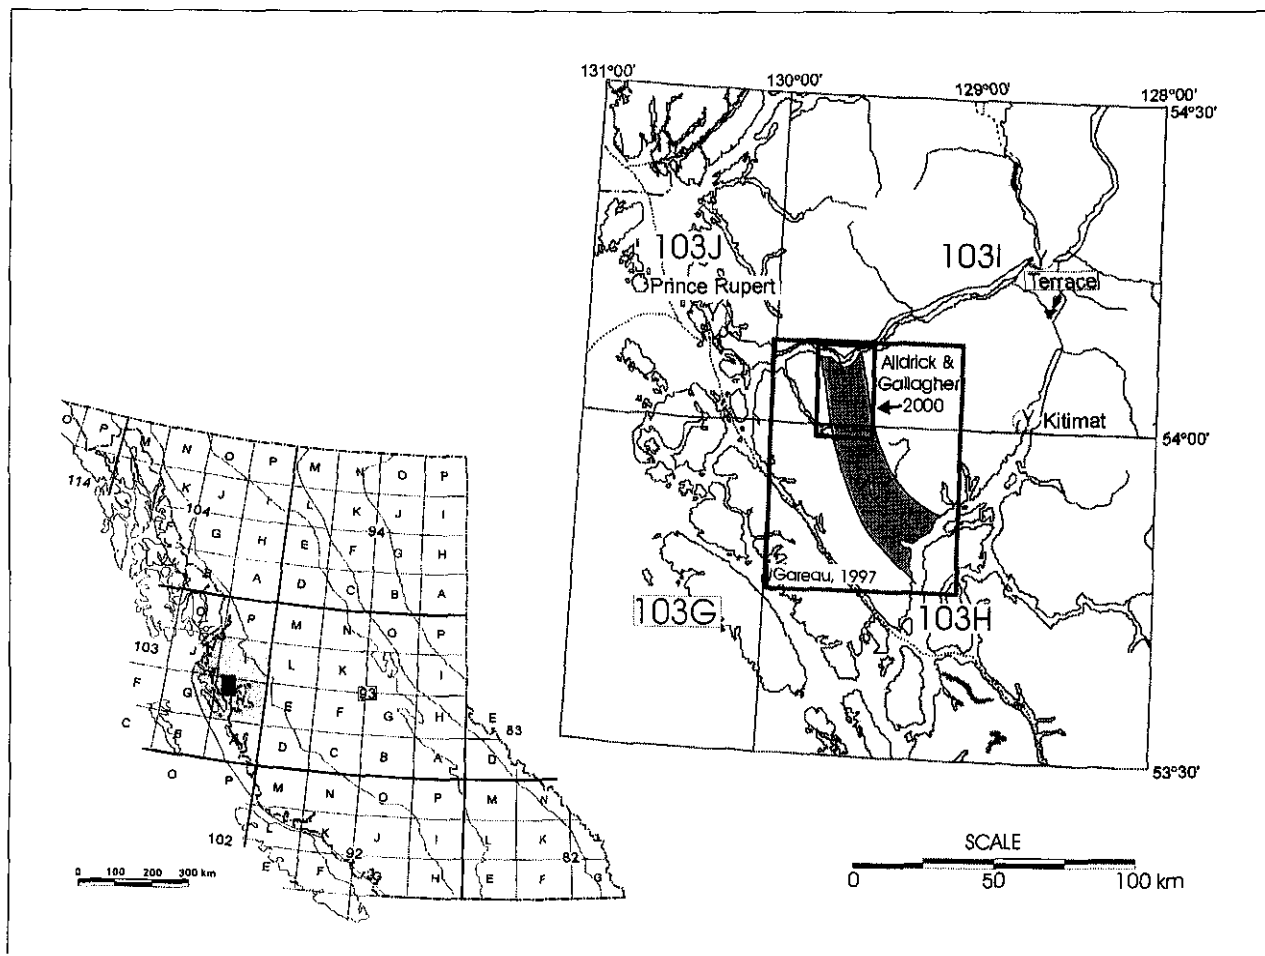 131°00'
130°00'
129°00'
128°00'
54°30'
103J
103I
Prince Rupert
Terrace
Alldrick &
Gallagher
2000
Kitimat
54°00'
Gareau, 1997
103G
103H
53°30'
SCALE
0 50 100 km
O P M N O P M N O P
114
K J I L K J I
104
94
G H E F G H
B A D C B A
O P M N O P
103
J L K I
93
F G E F G H E
83
C B D C B A D
O P M N O P M N
102
L K J I L K
92
82
E F G H E F G
0 100 200 300 km